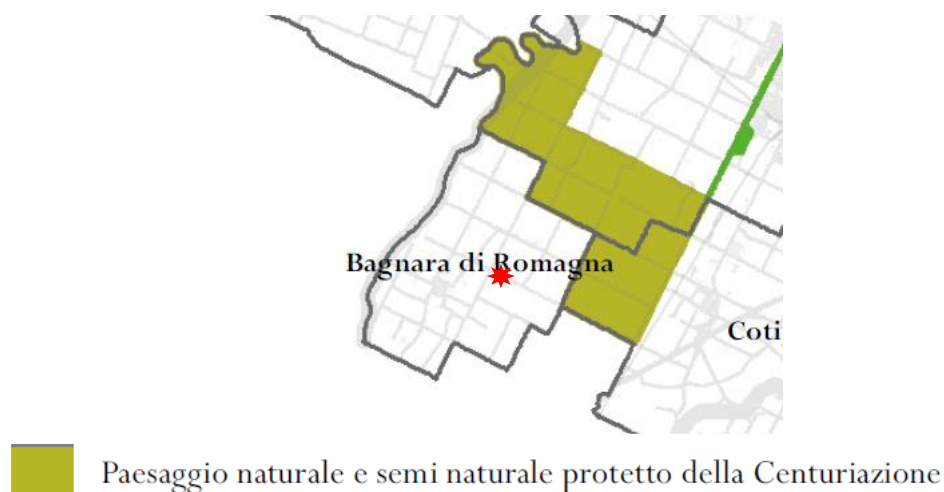 Bagnara di Romagna
Coti
Paesaggio naturale e semi naturale protetto della Centuriazione